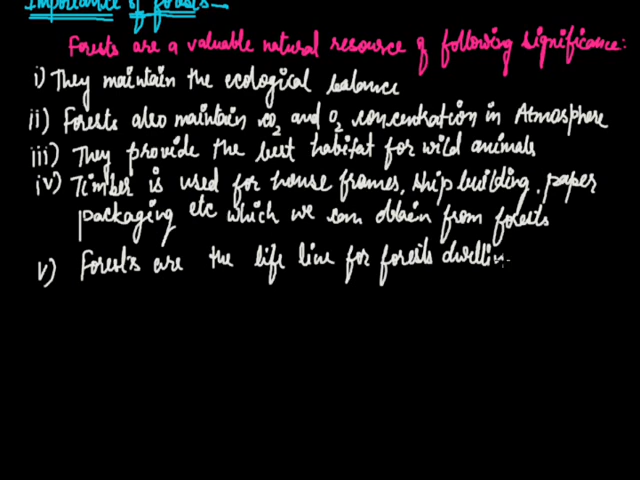 Importance of forests
Forests are a valuable natural resource of following significance:
i) They maintain the ecological balance
ii) Forests also maintain CO2 and O2 concentration in Atmosphere
iii) They provide the best habitat for wild animals
iv) Timber is used for house frames, ship building, paper
packaging etc which we can obtain from forests
v) Forests are the life line for forests dwellin